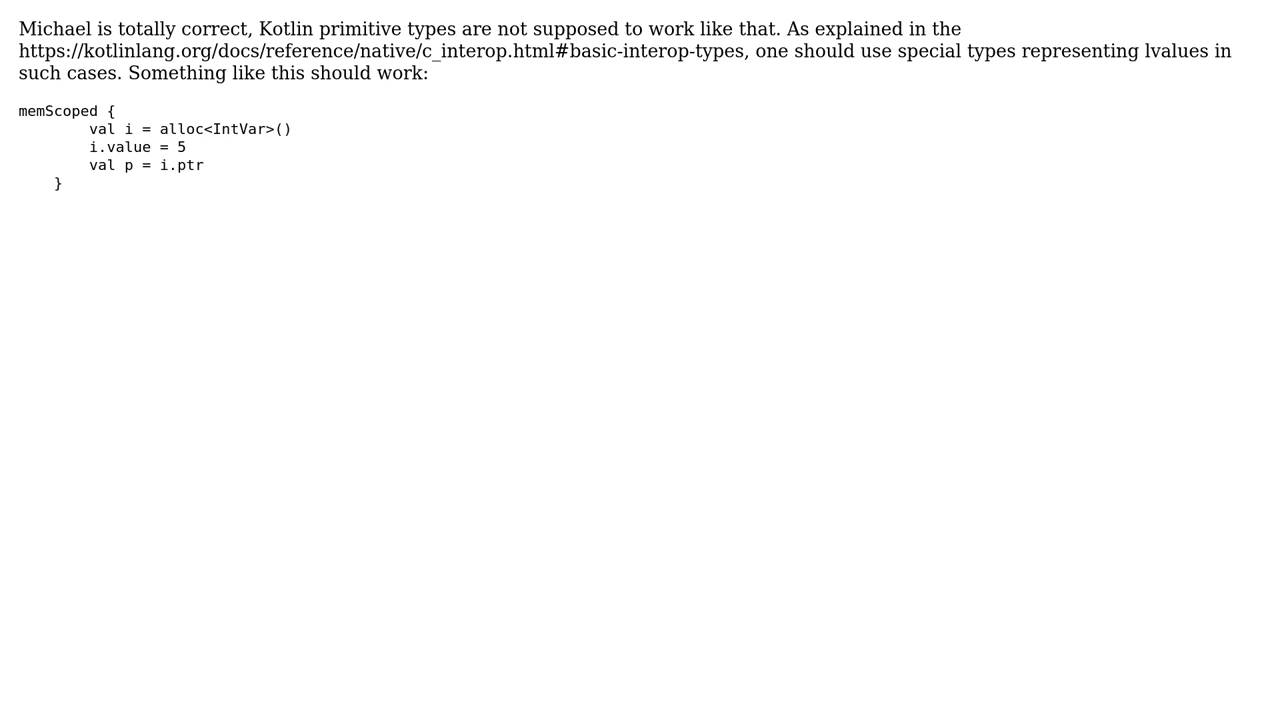 Michael is totally correct, Kotlin primitive types are not supposed to work like that. As explained in the
https://kotlinlang.org/docs/reference/native/c_interop.html#basic-interop-types, one should use special types representing lvalues in
such cases. Something like this should work:
memScoped {
        val i = alloc<IntVar>()
        i.value = 5
        val p = i.ptr
    }